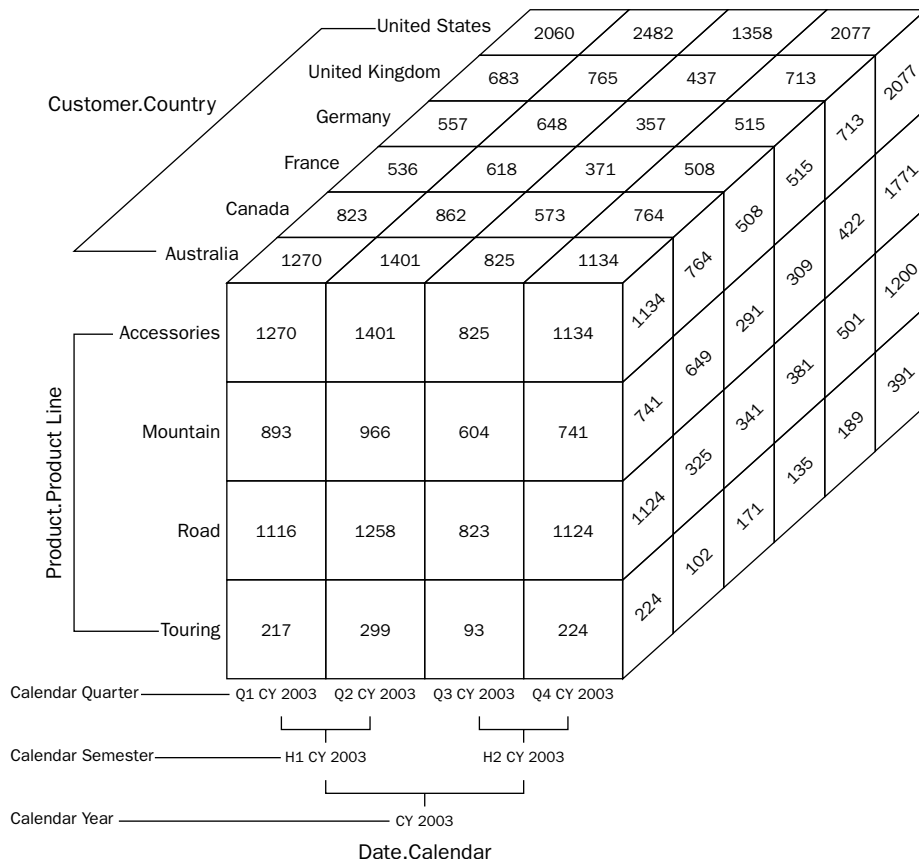 United States 2060 2482 1358 2077
United Kingdom 683 765 437 713
Germany 557 648 357 515
France 536 618 371 508
Canada 823 862 573 764
Australia 1270 1401 825 1134
Customer.Country
Accessories 1270 1401 825 1134
Mountain 893 966 604 741
Road 1116 1258 823 1124
Touring 217 299 93 224
Product.Product Line
1134 764 508 515 713 2077
741 649 291 309 422 1771
1124 325 341 381 501 1200
224 102 171 135 189 391
Calendar Quarter Q1 CY 2003 Q2 CY 2003 Q3 CY 2003 Q4 CY 2003
Calendar Semester H1 CY 2003 H2 CY 2003
Calendar Year CY 2003
Date.Calendar